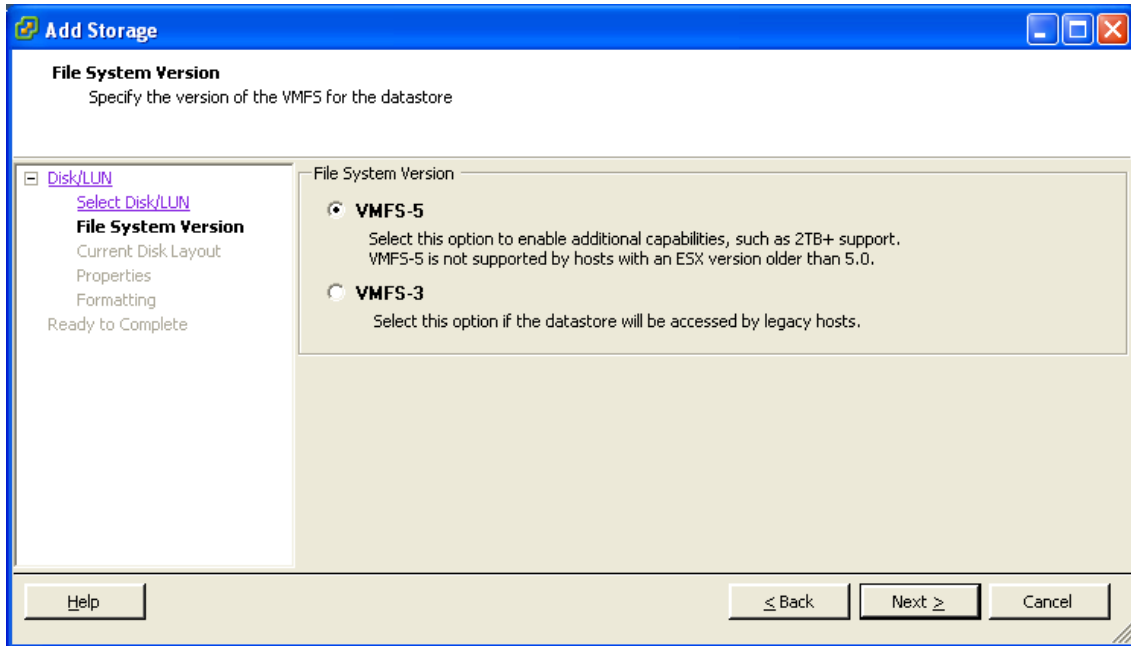 Add Storage
File System Version
Specify the version of the VMFS for the datastore
Disk/LUN
Select Disk/LUN
File System Version
Current Disk Layout
Properties
Formatting
Ready to Complete
File System Version
VMFS-5
Select this option to enable additional capabilities, such as 2TB+ support.
VMFS-5 is not supported by hosts with an ESX version older than 5.0.
VMFS-3
Select this option if the datastore will be accessed by legacy hosts.
Help
< Back
Next >
Cancel